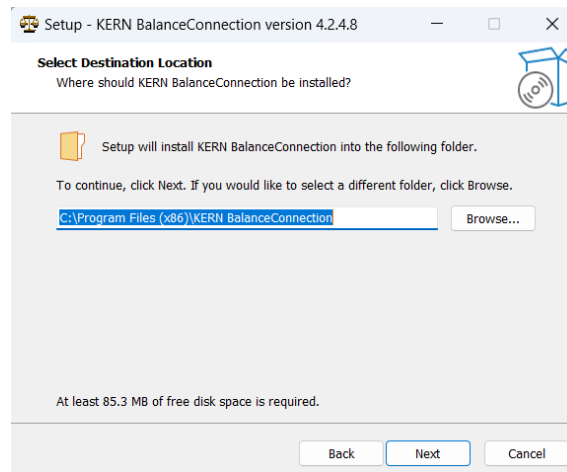 Setup - KERN BalanceConnection version 4.2.4.8
Select Destination Location
Where should KERN BalanceConnection be installed?
Setup will install KERN BalanceConnection into the following folder.
To continue, click Next. If you would like to select a different folder, click Browse.
C:\Program Files (x86)\KERN BalanceConnection
Browse...
At least 85.3 MB of free disk space is required.
Back
Next
Cancel